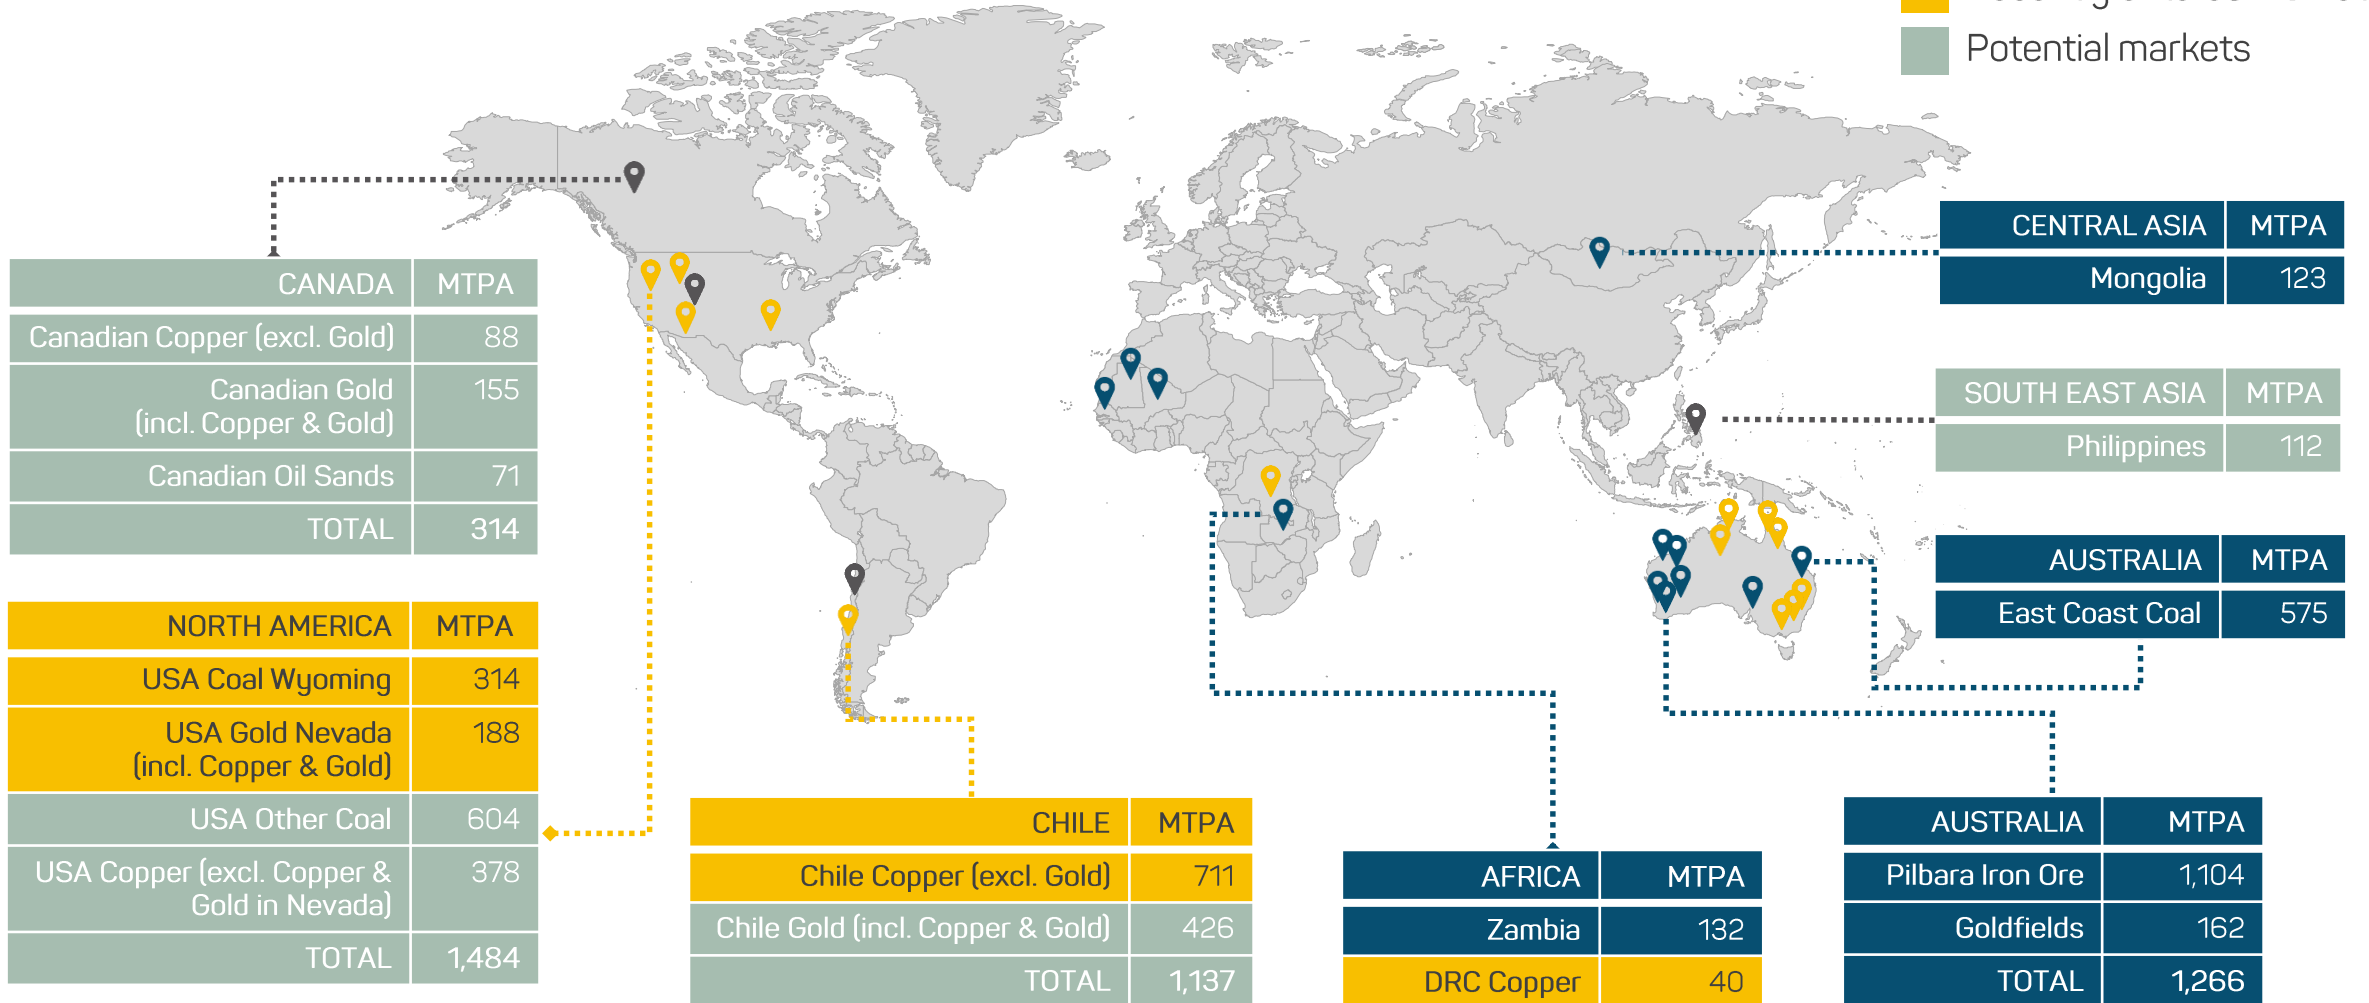 Potential markets
CENTRAL ASIA MTPA
Mongolia 123
CANADA MTPA
Canadian Copper (excl. Gold) 88
Canadian Gold 155
(incl. Copper & Gold)
Canadian Oil Sands 71
TOTAL 314
SOUTH EAST ASIA MTPA
Philippines 112
AUSTRALIA MTPA
East Coast Coal 575
NORTH AMERICA MTPA
USA Coal Wyoming 314
USA Gold Nevada 188
(incl. Copper & Gold)
USA Other Coal 604
USA Copper (excl. Copper & 378
Gold in Nevada)
TOTAL 1,484
CHILE MTPA
Chile Copper (excl. Gold) 711
Chile Gold (incl. Copper & Gold) 426
TOTAL 1,137
AFRICA MTPA
Zambia 132
DRC Copper 40
AUSTRALIA MTPA
Pilbara Iron Ore 1,104
Goldfields 162
TOTAL 1,266